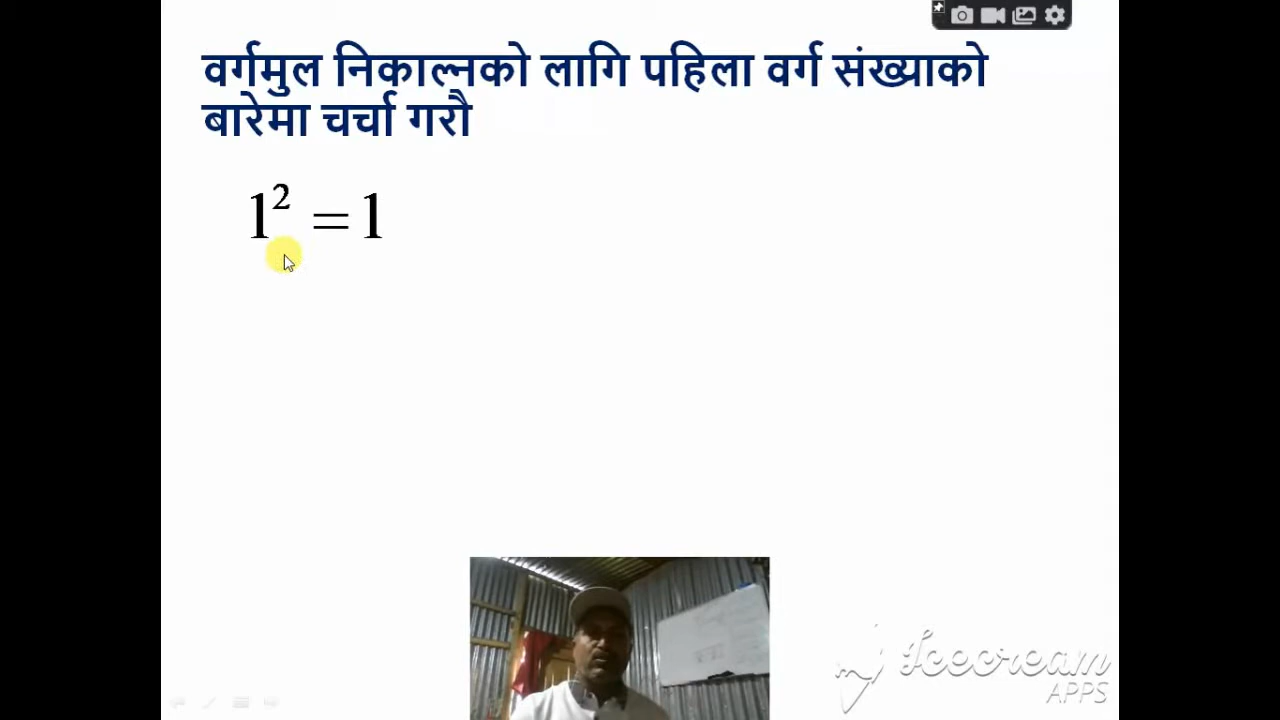 वर्गमुल निकाल्नको लागि पहिला वर्ग संख्याको
बारेमा चर्चा गरौ
1² = 1
Icecream
APPS